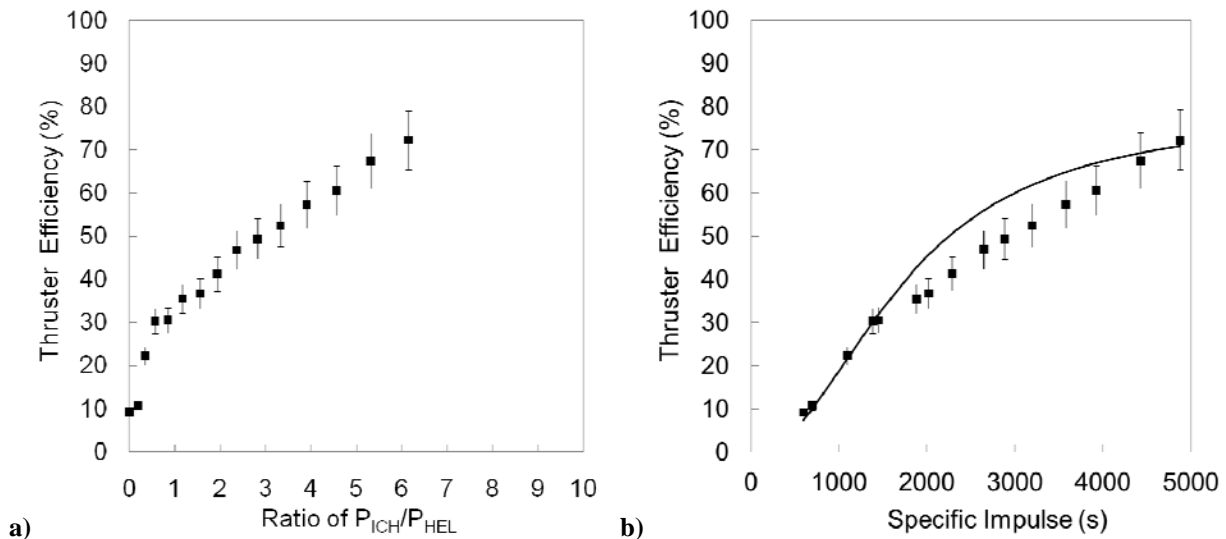 100
90
80
70
60
50
40
30
20
10
0
Thruster Efficiency (%)
0 1 2 3 4 5 6 7 8 9 10
Ratio of P_ICH/P_HEL
a)
100
90
80
70
60
50
40
30
20
10
0
Thruster Efficiency (%)
0 1000 2000 3000 4000 5000
Specific Impulse (s)
b)